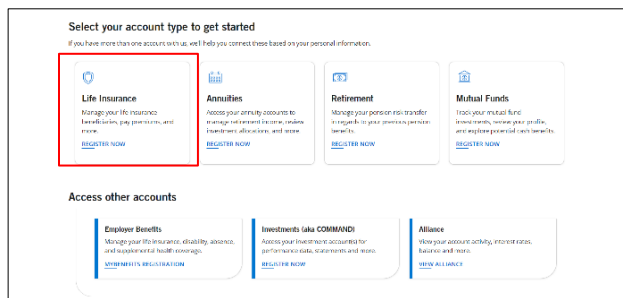 Select your account type to get started
If you have more than one account with us, we'll help you connect these based on your personal information.
Life Insurance
Manage your life insurance
beneficiaries, pay premiums, and
more.
REGISTER NOW
Annuities
Access your annuity accounts to
manage retirement income, review
investment allocations, and more.
REGISTER NOW
Retirement
Manage your pension risk transfer
in regards to your previous pension
benefits.
REGISTER NOW
Mutual Funds
Track your mutual fund
investments, review your profile,
and explore potential cash benefits.
REGISTER NOW
Access other accounts
Employer Benefits
Manage your life insurance, disability, absence,
and supplemental health coverage.
MYBENEFITS REGISTRATION
Investments (aka COMMAND)
Access your investment account(s) for
performance data, statements and more.
REGISTER NOW
Alliance
View your account activity, interest rates,
balance and more.
VIEW ALLIANCE